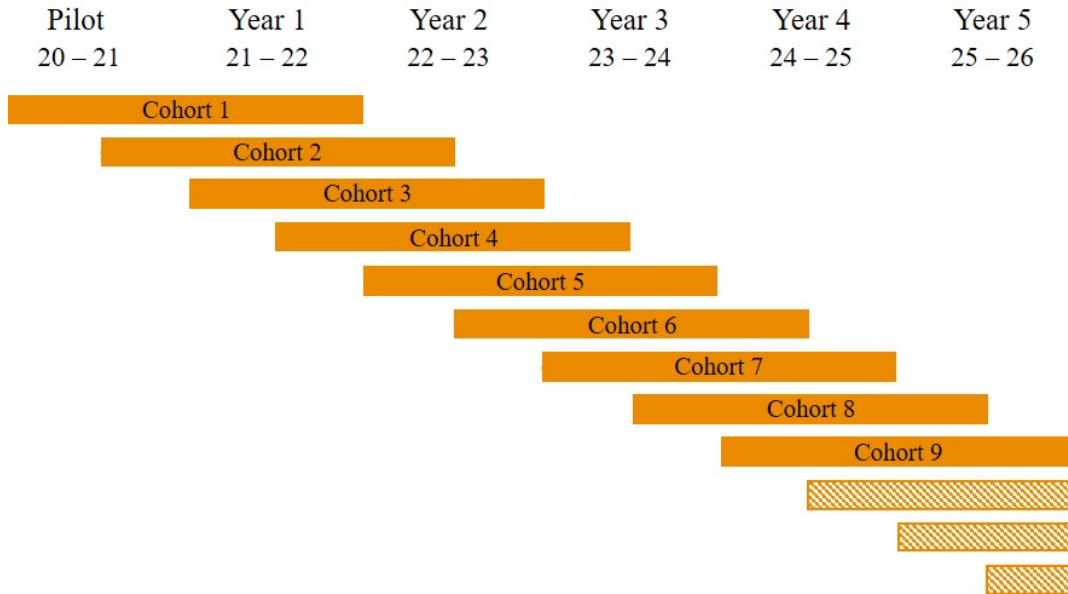 Pilot Year 1 Year 2 Year 3 Year 4 Year 5
20 – 21 21 – 22 22 – 23 23 – 24 24 – 25 25 – 26
Cohort 1
Cohort 2
Cohort 3
Cohort 4
Cohort 5
Cohort 6
Cohort 7
Cohort 8
Cohort 9